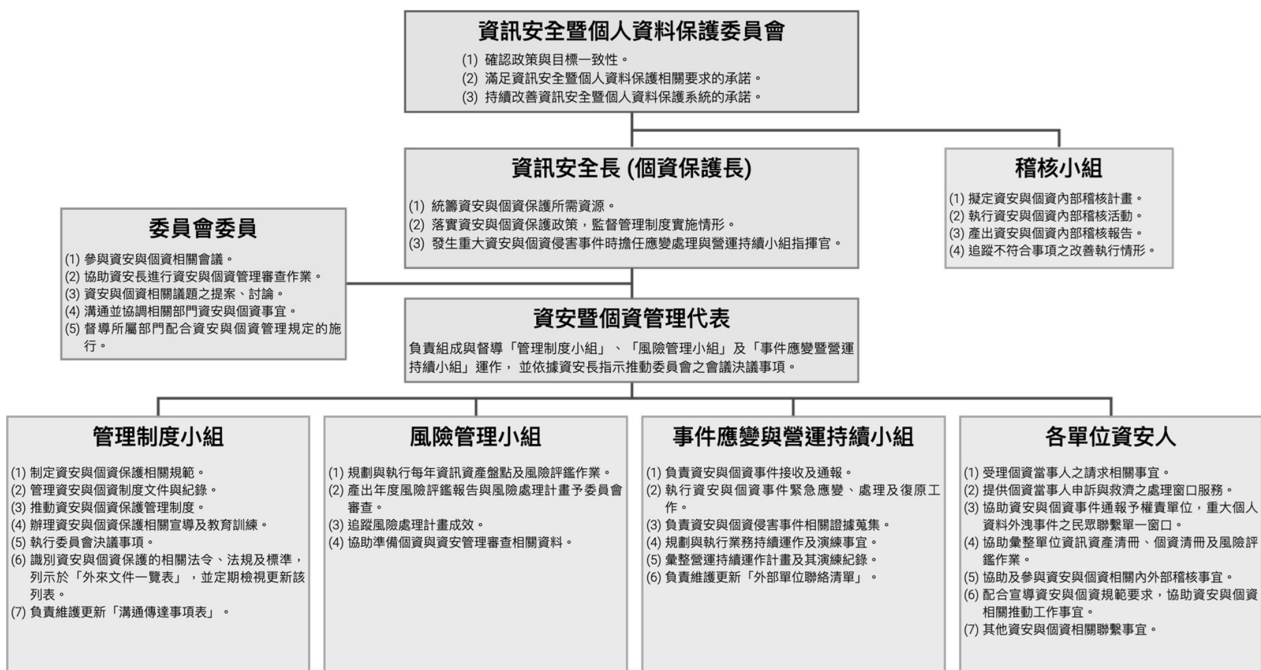 資訊安全暨個人資料保護委員會
(1) 確認政策與目標一致性。
(2) 滿足資訊安全暨個人資料保護相關要求的承諾。
(3) 持續改善資訊安全暨個人資料保護系統的承諾。
資訊安全長 (個資保護長)
(1) 統籌資安與個資保護所需資源。
(2) 落實資安與個資保護政策，監督管理制度實施情形。
(3) 發生重大資安與個資侵害事件時擔任應變處理與營運持續小組指揮官。
稽核小組
(1) 擬定資安與個資內部稽核計畫。
(2) 執行資安與個資內部稽核活動。
(3) 產出資安與個資內部稽核報告。
(4) 追蹤不符合事項之改善執行情形。
委員會委員
(1) 參與資安與個資相關會議。
(2) 協助資安長進行資安與個資管理審查作業。
(3) 資安與個資相關議題之提案、討論。
(4) 溝通並協調相關部門資安與個資事宜。
(5) 督導所屬部門配合資安與個資管理規定的施
行。
資安暨個資管理代表
負責組成與督導「管理制度小組」、「風險管理小組」及「事件應變暨營運
持續小組」運作， 並依據資安長指示推動委員會之會議決議事項。
管理制度小組
(1) 制定資安與個資保護相關規範。
(2) 管理資安與個資制度文件與紀錄。
(3) 推動資安與個資保護管理制度。
(4) 辦理資安與個資保護相關宣導及教育訓練。
(5) 執行委員會決議事項。
(6) 識別資安與個資保護的相關法令、法規及標準，
列示於「外來文件一覽表」，並定期檢視更新該
列表。
(7) 負責維護更新「溝通傳達事項表」。
風險管理小組
(1) 規劃與執行每年資訊資產盤點及風險評鑑作業。
(2) 產出年度風險評鑑報告與風險處理計畫予委員會
審查。
(3) 追蹤風險處理計畫成效。
(4) 協助準備個資與資安管理審查相關資料。
事件應變與營運持續小組
(1) 負責資安與個資事件接收及通報。
(2) 執行資安與個資事件緊急應變、處理及復原工
作。
(3) 負責資安與個資侵害事件相關證據蒐集。
(4) 規劃與執行業務持續運作及演練事宜。
(5) 彙整營運持續運作計畫及其演練紀錄。
(6) 負責維護更新「外部單位聯絡清單」。
各單位資安人
(1) 受理個資當事人之請求相關事宜。
(2) 提供個資當事人申訴與救濟之處理窗口服務。
(3) 協助資安與個資事件通報予權責單位，重大個人
資料外洩事件之民眾聯繫單一窗口。
(4) 協助彙整單位資訊資產清冊、個資清冊及風險評
鑑作業。
(5) 協助及參與資安與個資相關內外部稽核事宜。
(6) 配合宣導資安與個資規範要求，協助資安與個資
相關推動工作事宜。
(7) 其他資安與個資相關聯繫事宜。